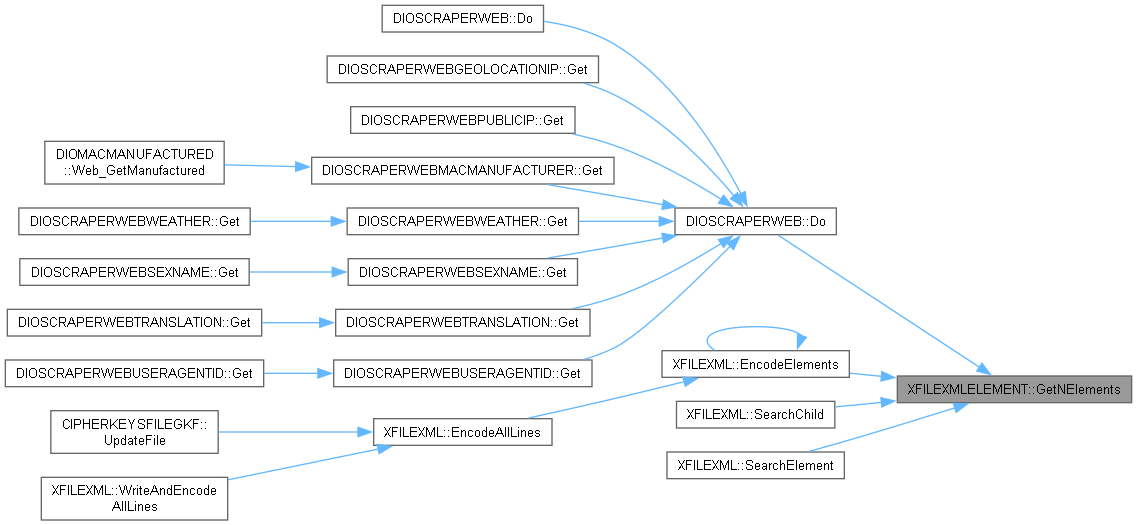 DIOSCRAPERWEB::Do
DIOSCRAPERWEBGEOLOCATIONIP::Get
DIOSCRAPERWEBPUBLICIP::Get
DIOMACMANUFACTURED
::Web_GetManufactured
DIOSCRAPERWEBMACMANUFACTURER::Get
DIOSCRAPERWEBWEATHER::Get
DIOSCRAPERWEBWEATHER::Get
DIOSCRAPERWEB::Do
DIOSCRAPERWEBSEXNAME::Get
DIOSCRAPERWEBSEXNAME::Get
DIOSCRAPERWEBTRANSLATION::Get
DIOSCRAPERWEBTRANSLATION::Get
DIOSCRAPERWEBUSERAGENTID::Get
DIOSCRAPERWEBUSERAGENTID::Get
XFILEXML::EncodeElements
XFILEXMLELEMENT::GetNElements
XFILEXML::SearchChild
CIPHERKEYSFILEGKF::
UpdateFile
XFILEXML::EncodeAllLines
XFILEXML::SearchElement
XFILEXML::WriteAndEncode
AllLines